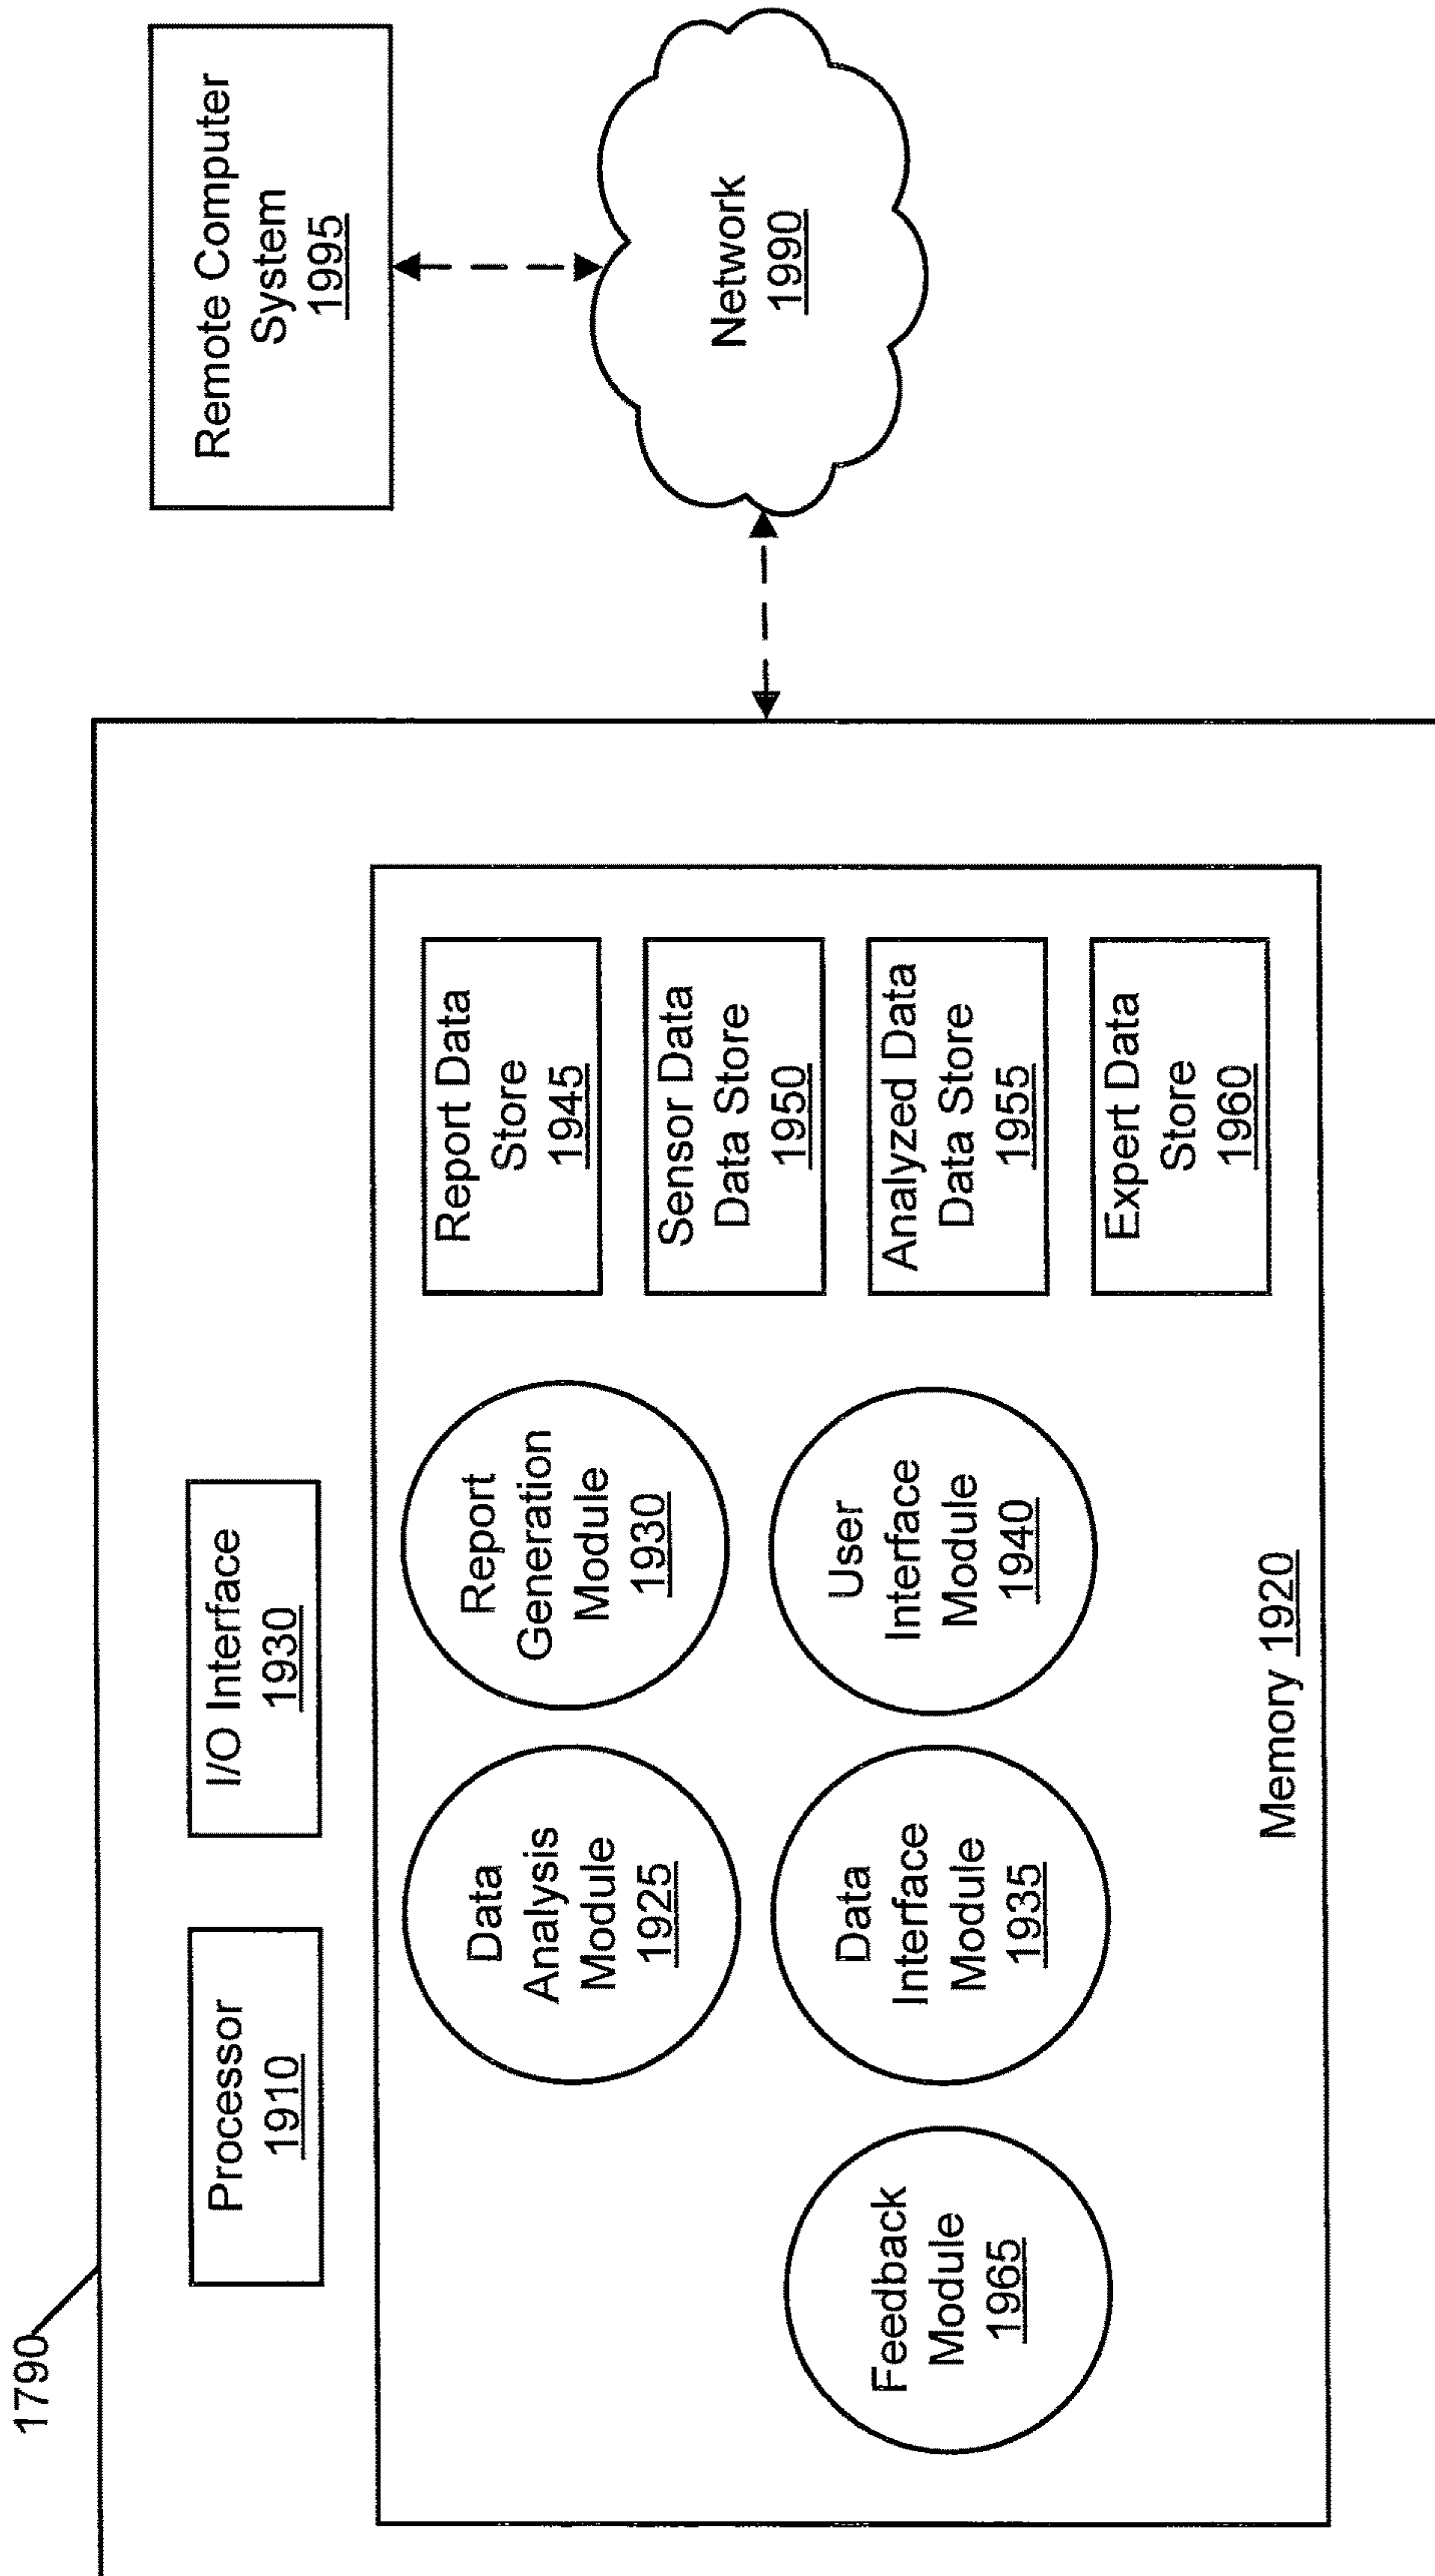 1790
Processor
1910
I/O Interface
1930
Remote Computer
System
1995
Data
Analysis
Module
1925
Report
Generation
Module
1930
Report Data
Store
1945
Sensor Data
Data Store
1950
Network
1990
Feedback
Module
1965
Data
Interface
Module
1935
User
Interface
Module
1940
Analyzed Data
Data Store
1955
Expert Data
Store
1960
Memory 1920